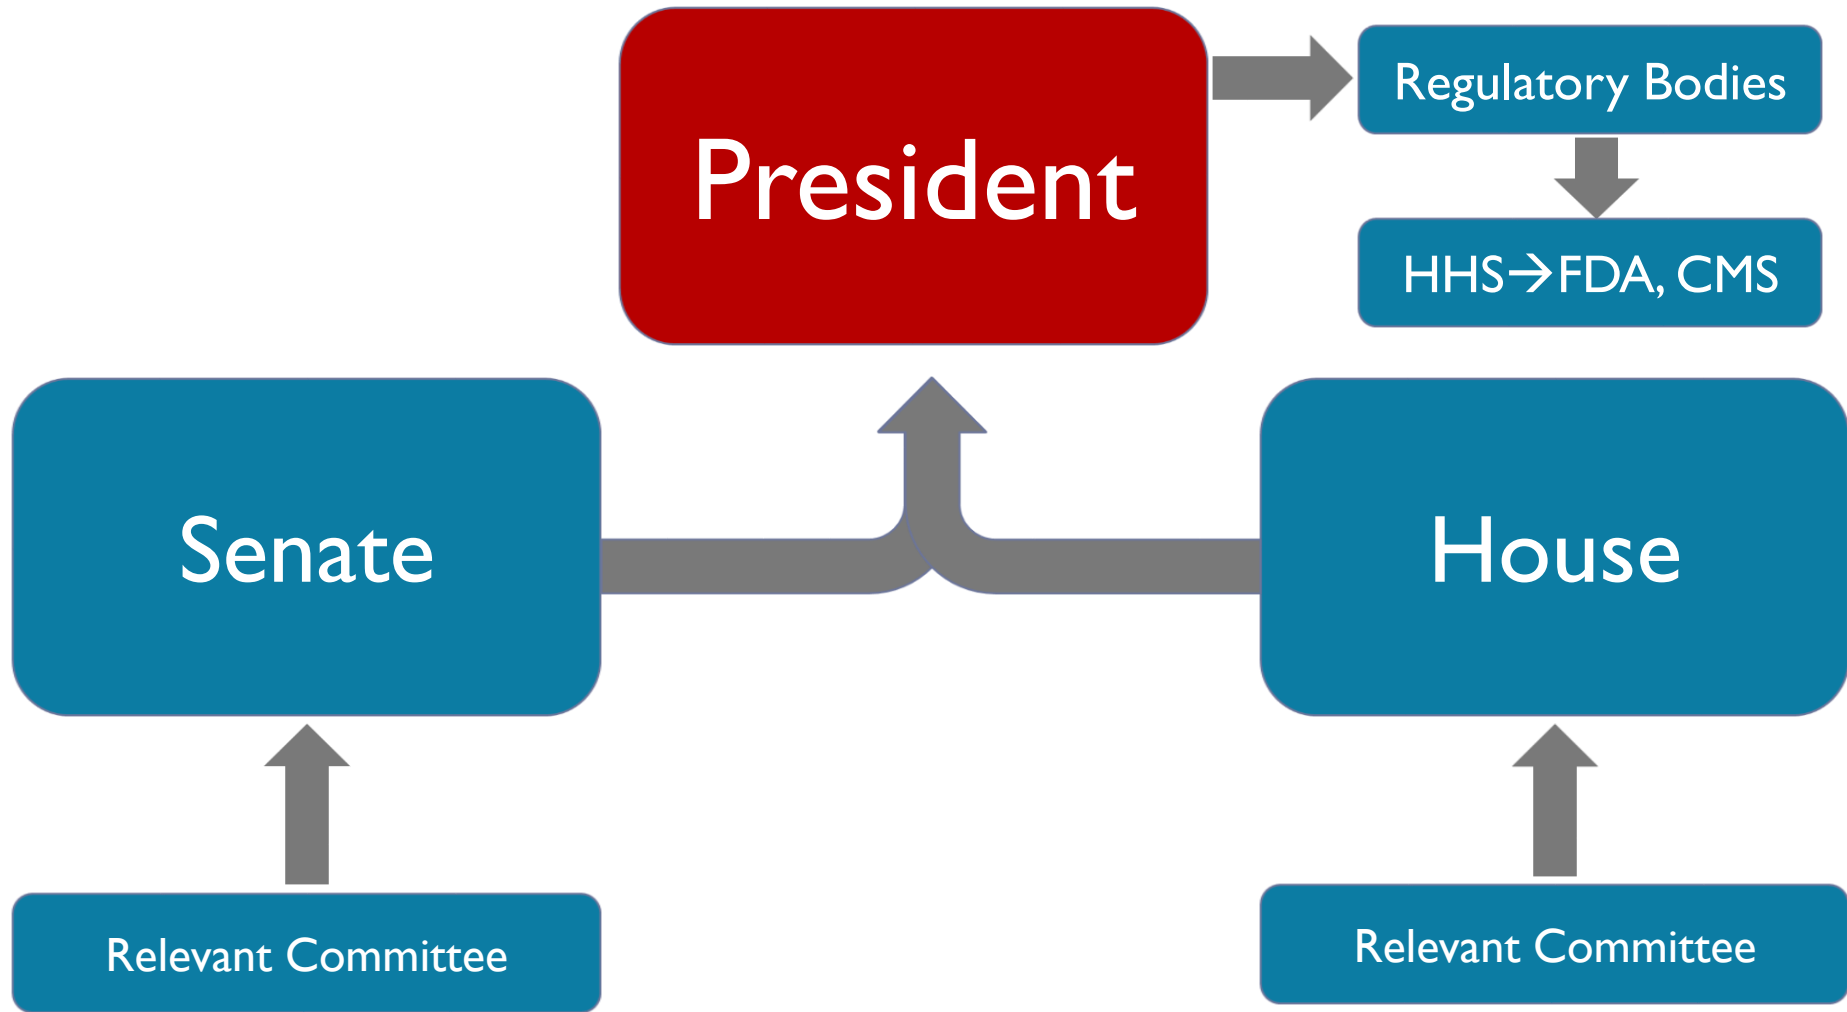 President
Regulatory Bodies
HHS→FDA, CMS
Senate
House
Relevant Committee
Relevant Committee